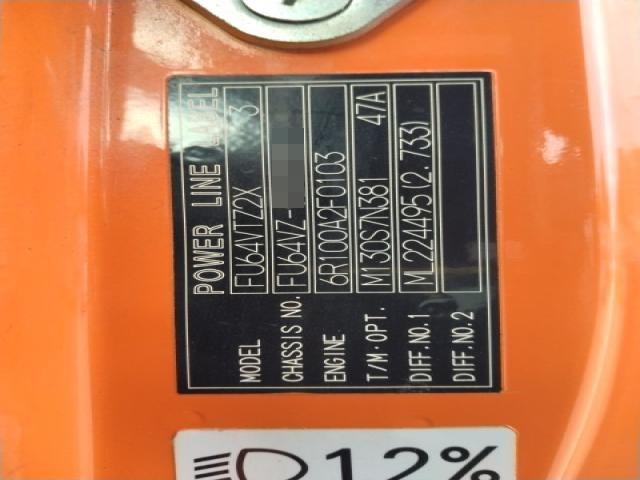 POWER LINE LABEL
MODEL FU64VTZ2X 3
CHASSIS NO. FU64VZ-
ENGINE 6R100A2F0103
T/M·OPT. M130S7N381 47A
DIFF.NO.1 ML224495(2.733)
DIFF.NO.2
12%